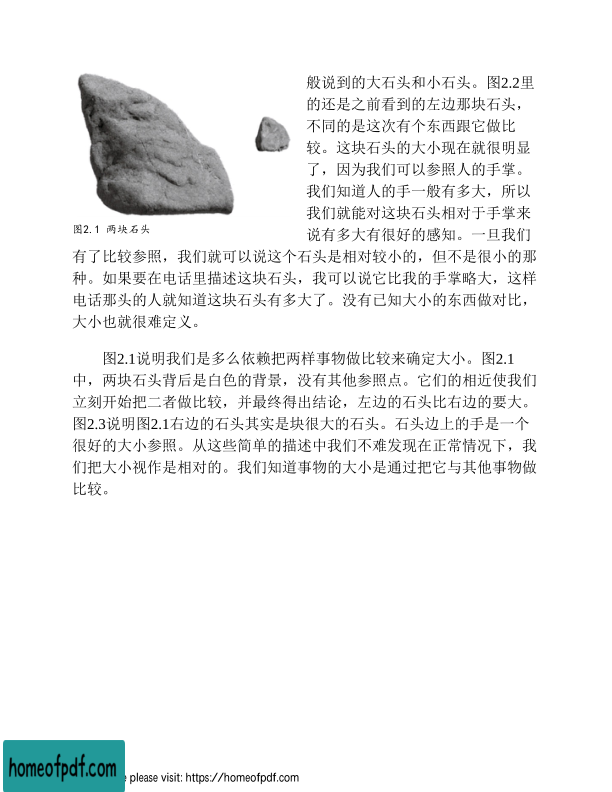 般说到的大石头和小石头。图2.2里
的还是之前看到的左边那块石头，
不同的是这次有个东西跟它做比
较。这块石头的大小现在就很明显
了，因为我们可以参照人的手掌。
我们知道人的手一般有多大，所以
我们就能对这块石头相对于手掌来
说有多大有很好的感知。一旦我们
图2.1 两块石头
有了比较参照，我们就可以说这个石头是相对较小的，但不是很小的那
种。如果要在电话里描述这块石头，我可以说它比我的手掌略大，这样
电话那头的人就知道这块石头有多大了。没有已知大小的东西做对比，
大小也就很难定义。
图2.1说明我们是多么依赖把两样事物做比较来确定大小。图2.1
中，两块石头背后是白色的背景，没有其他参照点。它们的相近使我们
立刻开始把二者做比较，并最终得出结论，左边的石头比右边的要大。
图2.3说明图2.1右边的石头其实是块很大的石头。石头边上的手是一个
很好的大小参照。从这些简单的描述中我们不难发现在正常情况下，我
们把大小视作是相对的。我们知道事物的大小是通过把它与其他事物做
比较。
homeofpdf.com
e please visit: https://homeofpdf.com